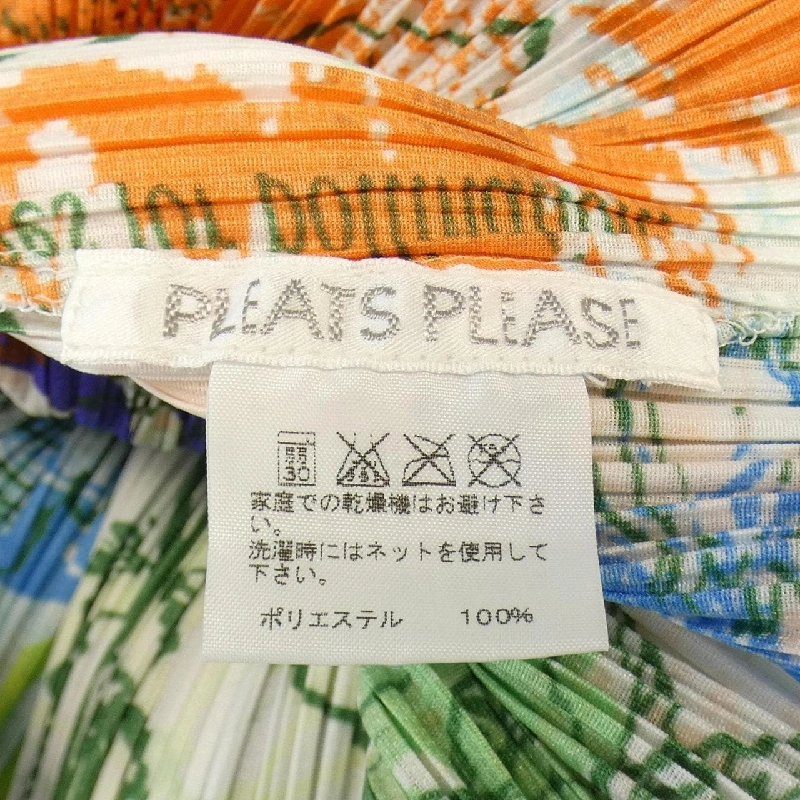 PLEATS PLEASE
弱
30
家庭での乾燥機はお避け下さ
い。
洗濯時にはネットを使用して
下さい。
ポリエステル 100%